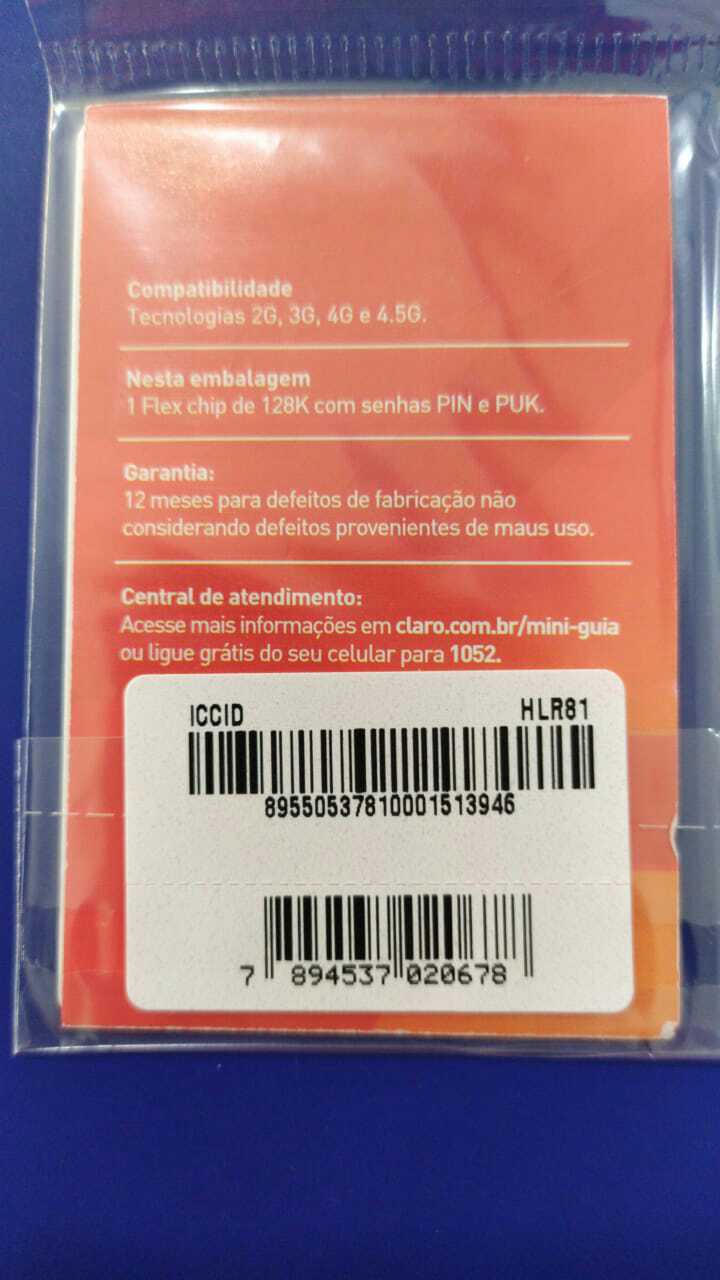 Compatibilidade
Tecnologias 2G, 3G, 4G e 4.5G.
Nesta embalagem
1 Flex chip de 128K com senhas PIN e PUK.
Garantia:
12 meses para defeitos de fabricação não
considerando defeitos provenientes de maus uso.
Central de atendimento:
Acesse mais informações em claro.com.br/mini-guia
ou ligue grátis do seu celular para 1052.
ICCID HLR81
89550537810001513946
7 894537 020678